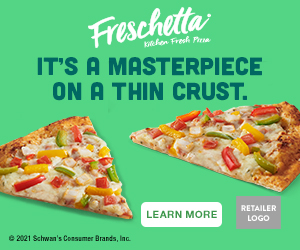 Freschetta
Kitchen Fresh Pizza
IT'S A MASTERPIECE
ON A THIN CRUST.
LEARN MORE
RETAILER
LOGO
© 2021 Schwan's Consumer Brands, Inc.